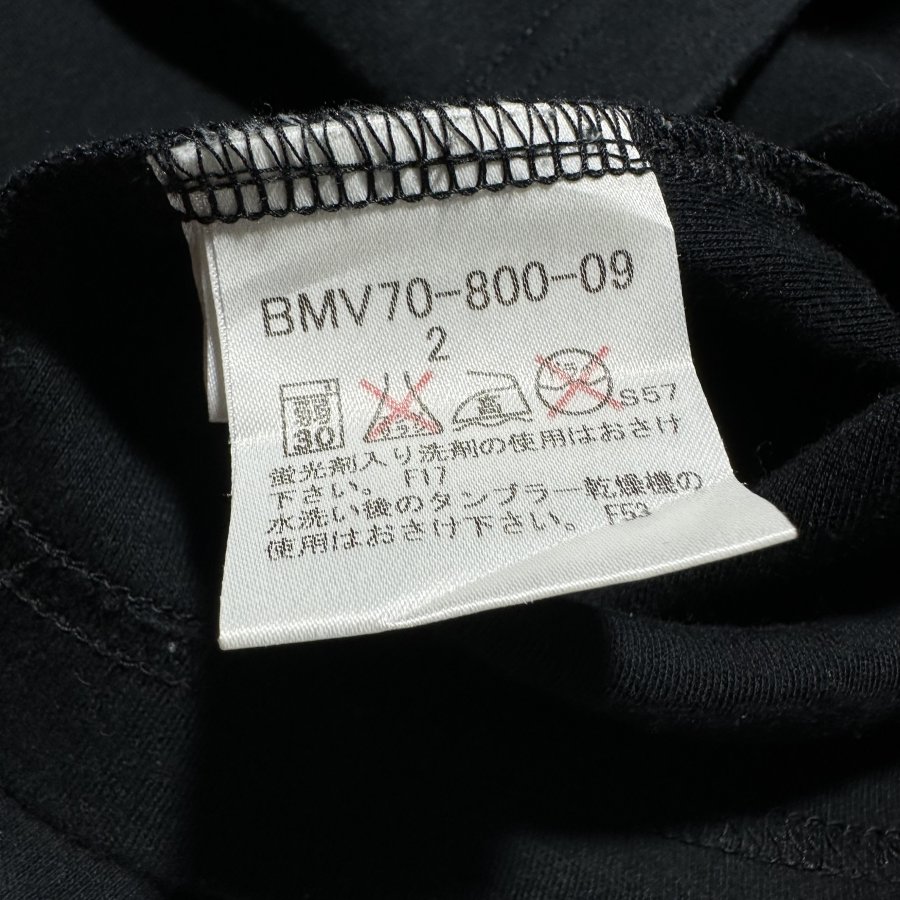 BMV70-800-09
2
30 S57
蛍光剤入り洗剤の使用はおさけ
下さい。 F17
水洗い後のタンブラー乾燥機の
使用はおさけ下さい。 F53